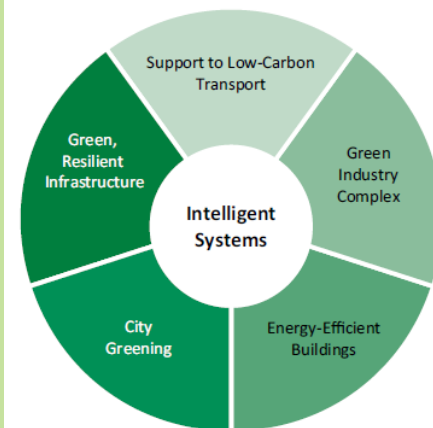 Support to Low-Carbon
Transport
Green,
Resilient
Infrastructure
Green
Industry
Complex
Intelligent
Systems
City
Greening
Energy-Efficient
Buildings